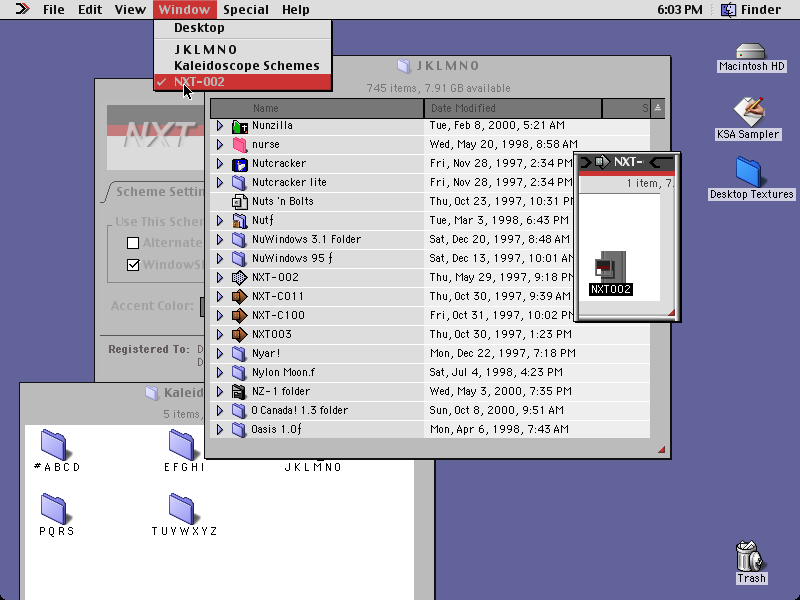 File Edit View Window Special Help 6:03 PM Finder
Desktop
J K L M N O
Kaleidoscope Schemes
✓ NXT-002
J K L M N O
745 items, 7.91 GB available
Name Date Modified S
Nunzilla Tue, Feb 8, 2000, 5:21 AM
nurse Wed, May 20, 1998, 8:58 AM
Nutcracker Fri, Nov 28, 1997, 2:34 PM
Nutcracker lite Fri, Nov 28, 1997, 2:34 PM
Nuts 'n Bolts Thu, Oct 23, 1997, 10:31 P
Nutƒ Tue, Mar 3, 1998, 6:43 PM
NuWindows 3.1 Folder Sat, Dec 20, 1997, 8:48 AM
NuWindows 95 ƒ Sat, Dec 13, 1997, 10:01 A
NXT-002 Thu, May 29, 1997, 9:18 P
NXT-C011 Thu, Oct 30, 1997, 9:39 AM
NXT-C100 Fri, Oct 31, 1997, 10:02 P
NXT003 Thu, Oct 30, 1997, 1:23 PM
Nyar! Mon, Dec 22, 1997, 7:18 PM
Nylon Moon.f Sat, Jul 4, 1998, 4:23 PM
NZ-1 folder Wed, May 3, 2000, 7:35 PM
O Canada! 1.3 folder Sun, Oct 8, 2000, 9:51 AM
Oasis 1.0ƒ Mon, Apr 6, 1998, 7:43 AM
NXT-
1 item, 7.
NXT002
NXT
Scheme Settin
Use This Scher
Alternate
WindowSh
Accent Color:
Registered To: D
D
Kaleid
5 items,
#ABCD
EFGHI
JKLMNO
PQRS
TUVWXYZ
Macintosh HD
KSA Sampler
Desktop Textures
Trash